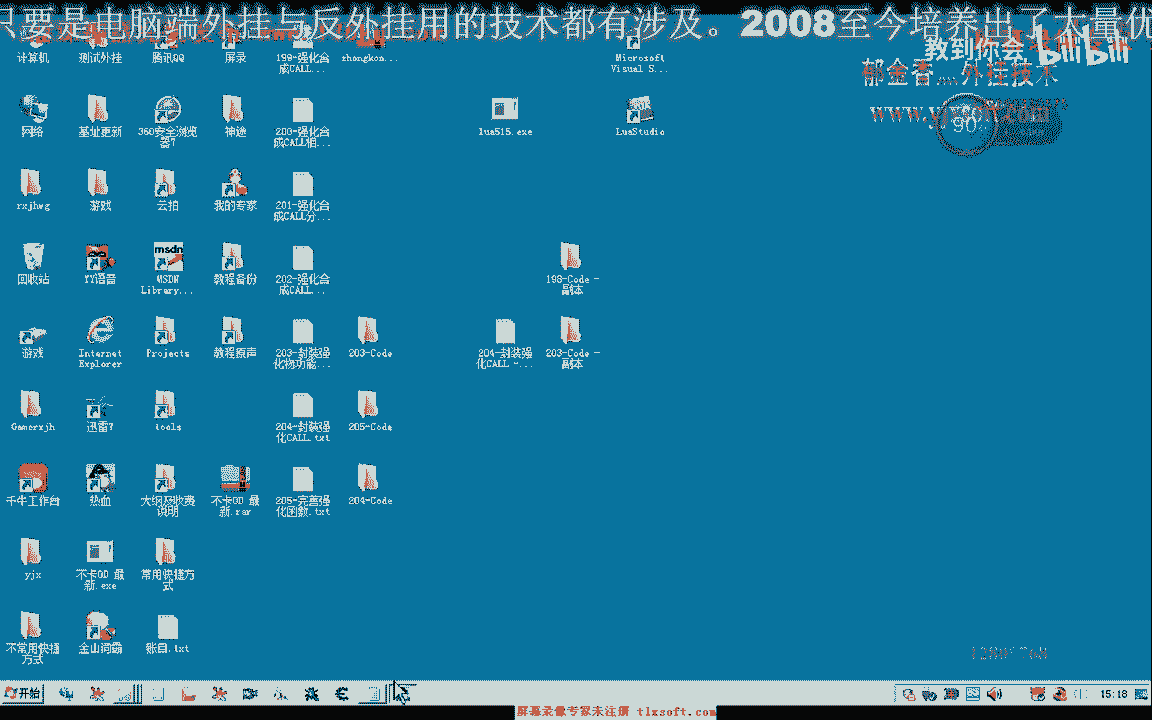 只要是电脑端外挂与反外挂用的技术都有涉及。2008至今培养出了大量优
教到你会 bilibili
郁金香...外挂技术
90
计算机 测试外挂 腾讯QQ 屏录 199-强化合 zhongkon... Microsoft
成CALL... Visual S...
网络 基址更新 360安全浏览 神途 200-强化合 lua515.exe LuaStudio
器7 成CALL相...
rxjhwg 游戏 云拍 我的专家 201-强化合
成CALL分...
回收站 YY语音 MSDN 教程备份 202-强化合 198-Code -
Library... 成CALL... 副本
msdn
游戏 Internet Projects 教程原声 203-封装强 203-Code 204-封装强 203-Code -
Explorer 化物功能... 化CALL -... 副本
Gamerxjh 迅雷7 tools 204-封装强 205-Code
化CALL.txt
千牛工作台 热血 大纲及收费 不卡OD 最 205-完善强 204-Code
说明 新.rar 化函数.txt
yjx 不卡OD 最 常用快捷方
新.exe 式
不常用快捷 金山词霸 账目.txt
方式
开始 15:18
屏幕录像专家未注册 tlxsoft.com